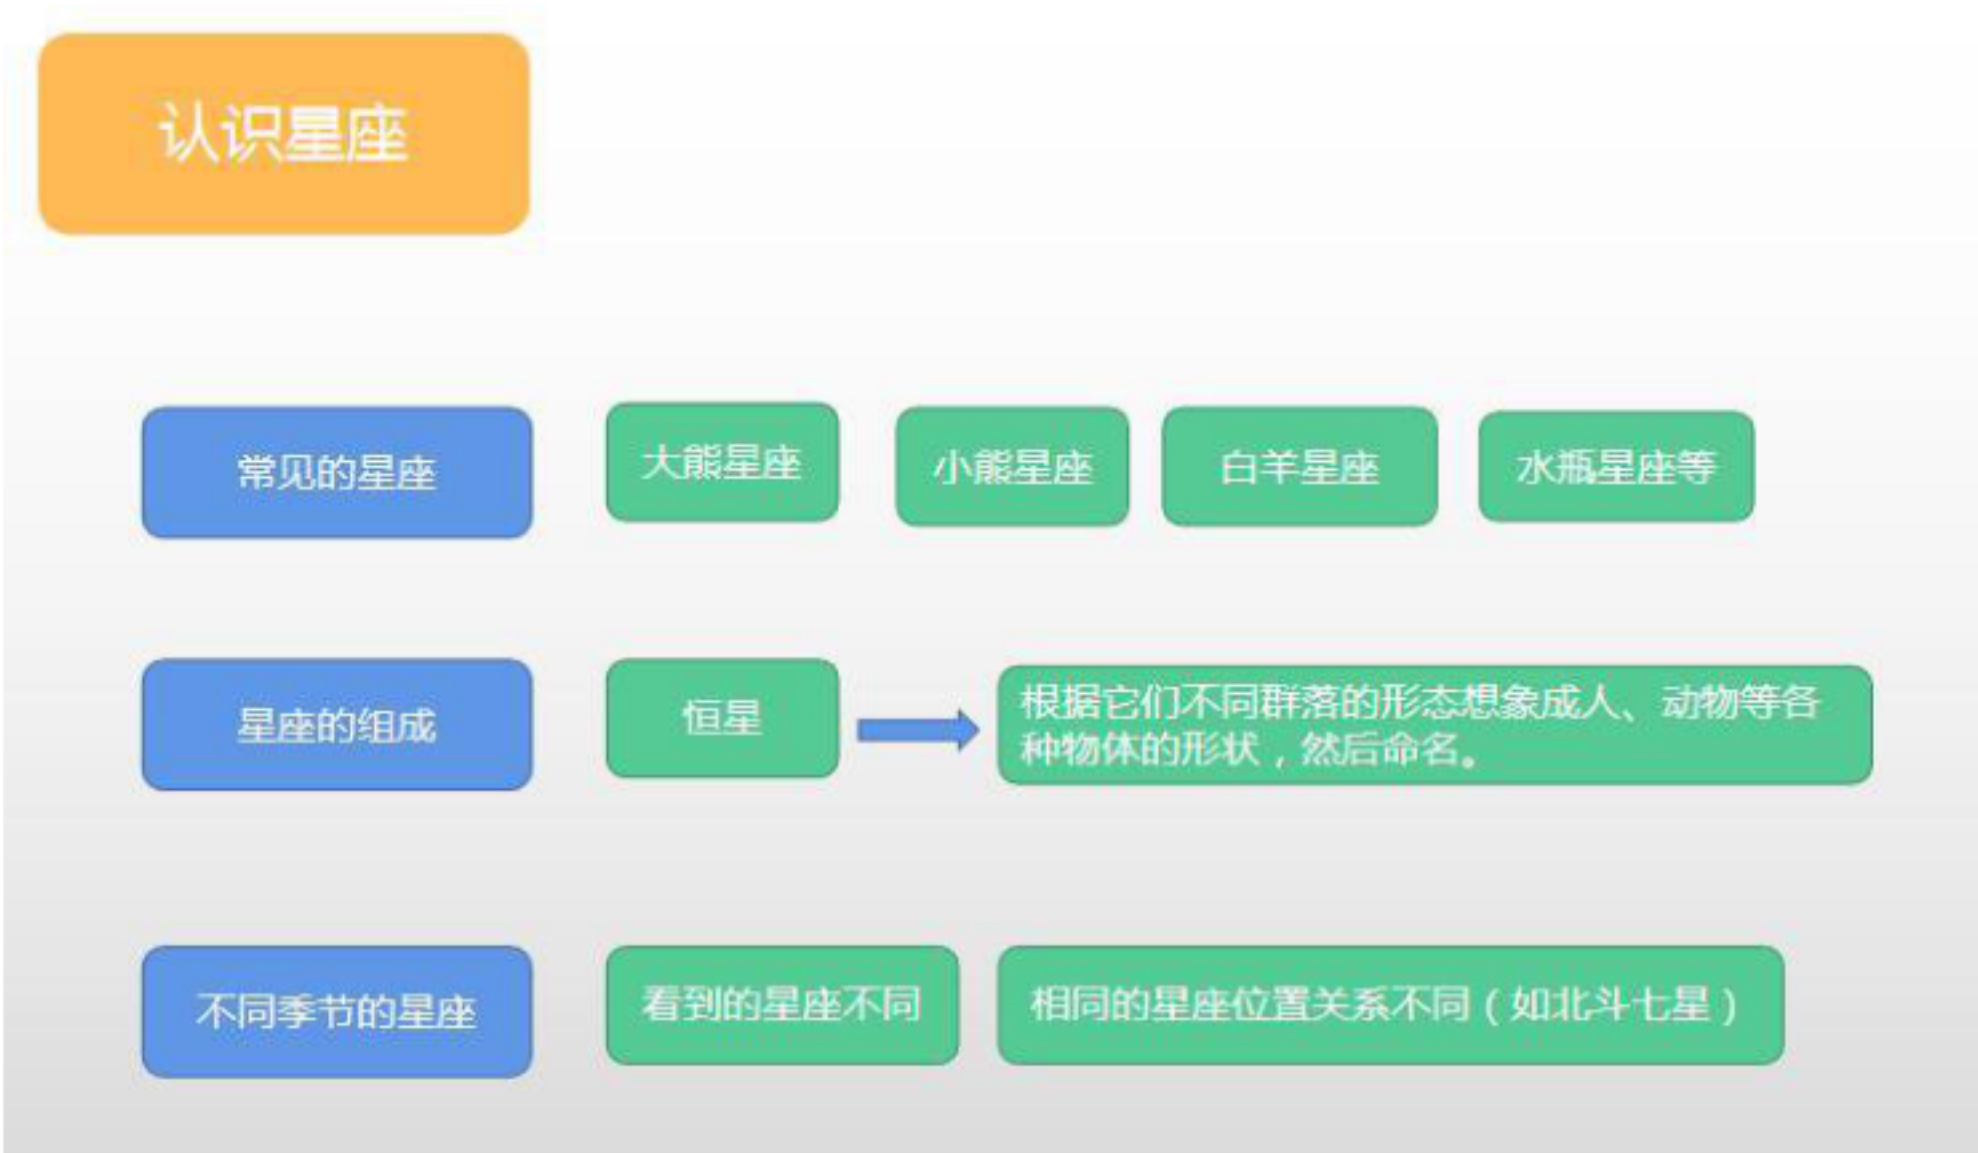 认识星座
常见的星座
大熊星座
小熊星座
白羊星座
水瓶星座等
星座的组成
恒星
根据它们不同群落的形态想象成人、动物等各
种物体的形状，然后命名。
不同季节的星座
看到的星座不同
相同的星座位置关系不同（如北斗七星）